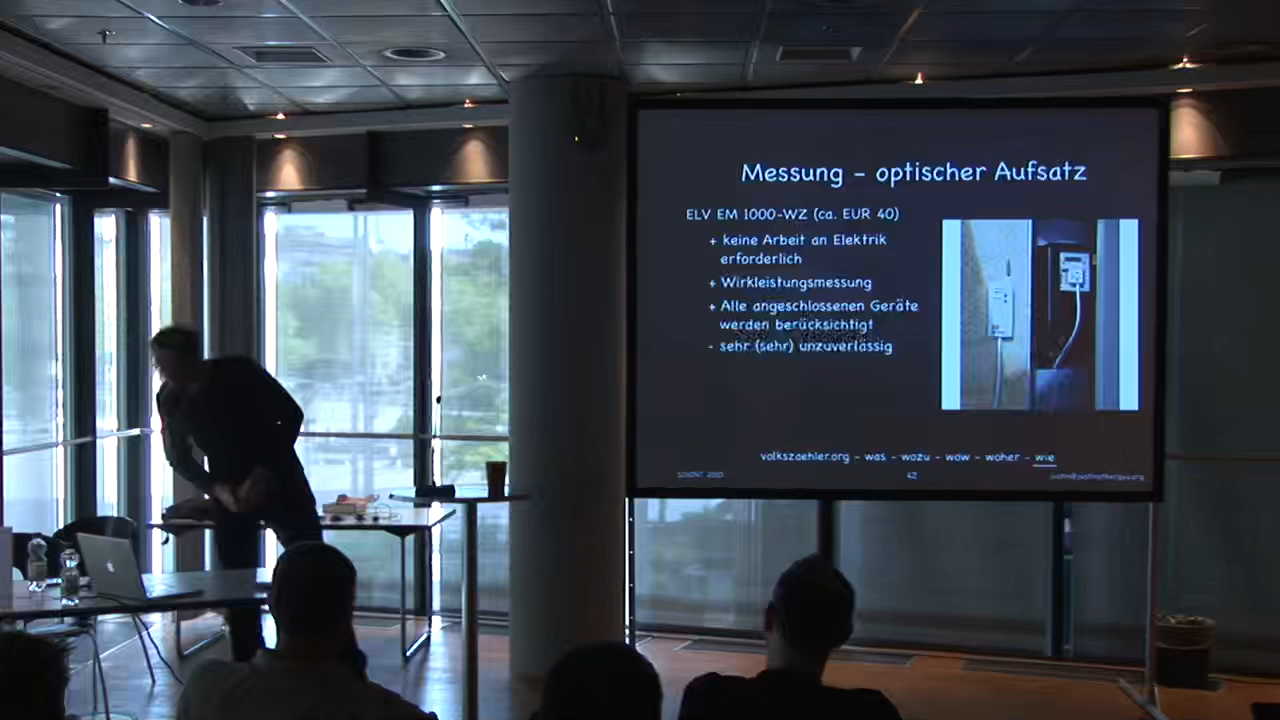 Messung - optischer Aufsatz
ELV EM 1000-WZ (ca. EUR 40)
+ keine Arbeit an Elektrik
erforderlich
+ Wirkleistungsmessung
+ Alle angeschlossenen Geräte
werden berücksichtigt
- sehr (sehr) unzuverlässig
volkszaehler.org - was - wozu - wow - woher - wie
42